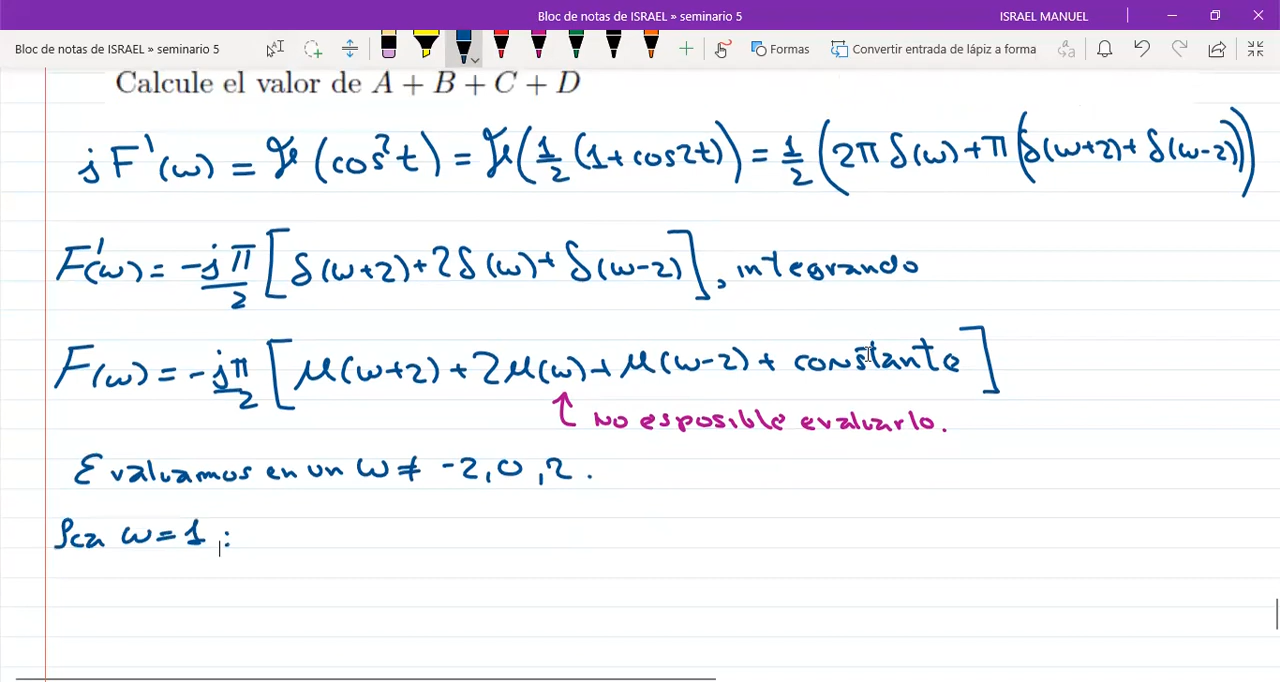 Bloc de notas de ISRAEL » seminario 5
ISRAEL MANUEL
Bloc de notas de ISRAEL » seminario 5
Formas
Convertir entrada de lápiz a forma
Calcule el valor de A + B + C + D
jF'(ω) = ℱ(cos²t) = ℱ(1/2 (1+cos2t)) = 1/2 (2π δ(ω) + π(δ(ω+2) + δ(ω-2)))
F'(ω) = -jπ/2 [δ(ω+2) + 2δ(ω) + δ(ω-2)], integrando
F(ω) = -jπ/2 [μ(ω+2) + 2μ(ω) + μ(ω-2) + constante]
↑ No es posible evaluarlo.
Evaluamos en un ω ≠ -2, 0, 2.
Sea ω = 1 :